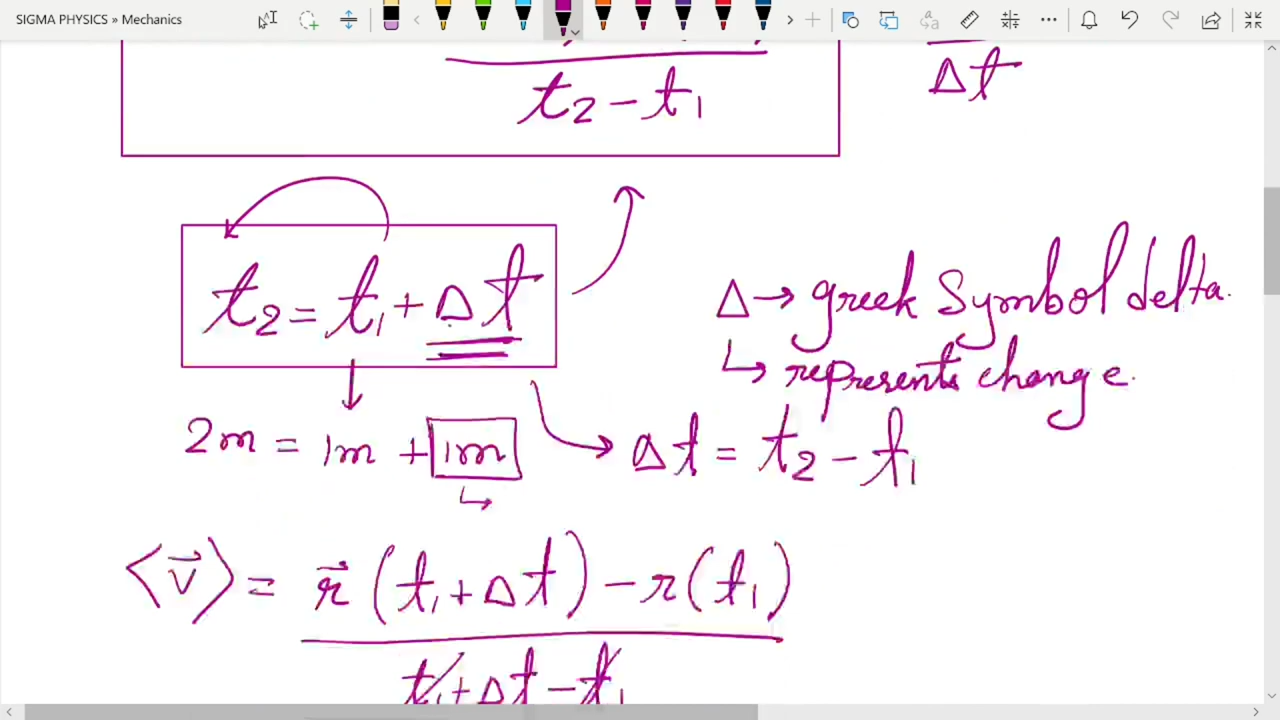 SIGMA PHYSICS » Mechanics
t₂ - t₁
Δt
t₂ = t₁ + Δt
Δ → greek Symbol delta.
↳ represents change.
2m = 1m + 1m
Δt = t₂ - t₁
⟨v⃗⟩ = r⃗(t₁ + Δt) - r(t₁)
t₁ + Δt - t₁